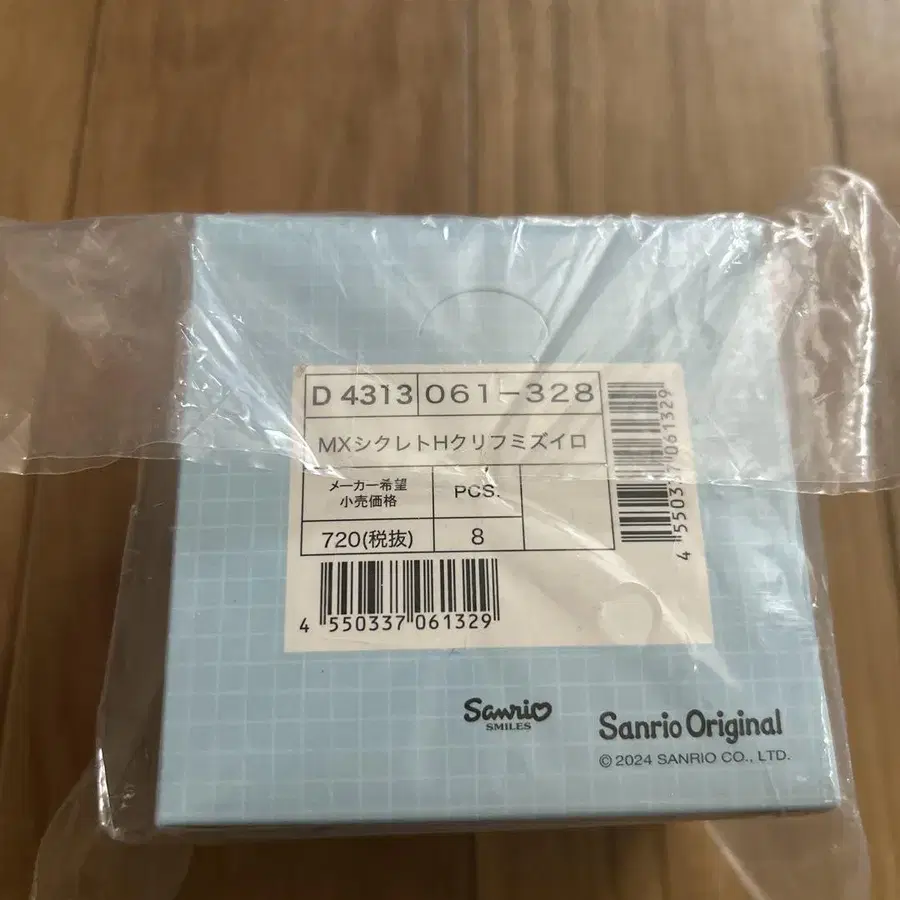 D 4313 061-328
MXシクレトHクリフミズイロ
メーカー希望
小売価格
PCS.
720(税抜) 8
4 550337 061329
4 550337 061329
Sanrio
SMILES
Sanrio Original
© 2024 SANRIO CO., LTD.